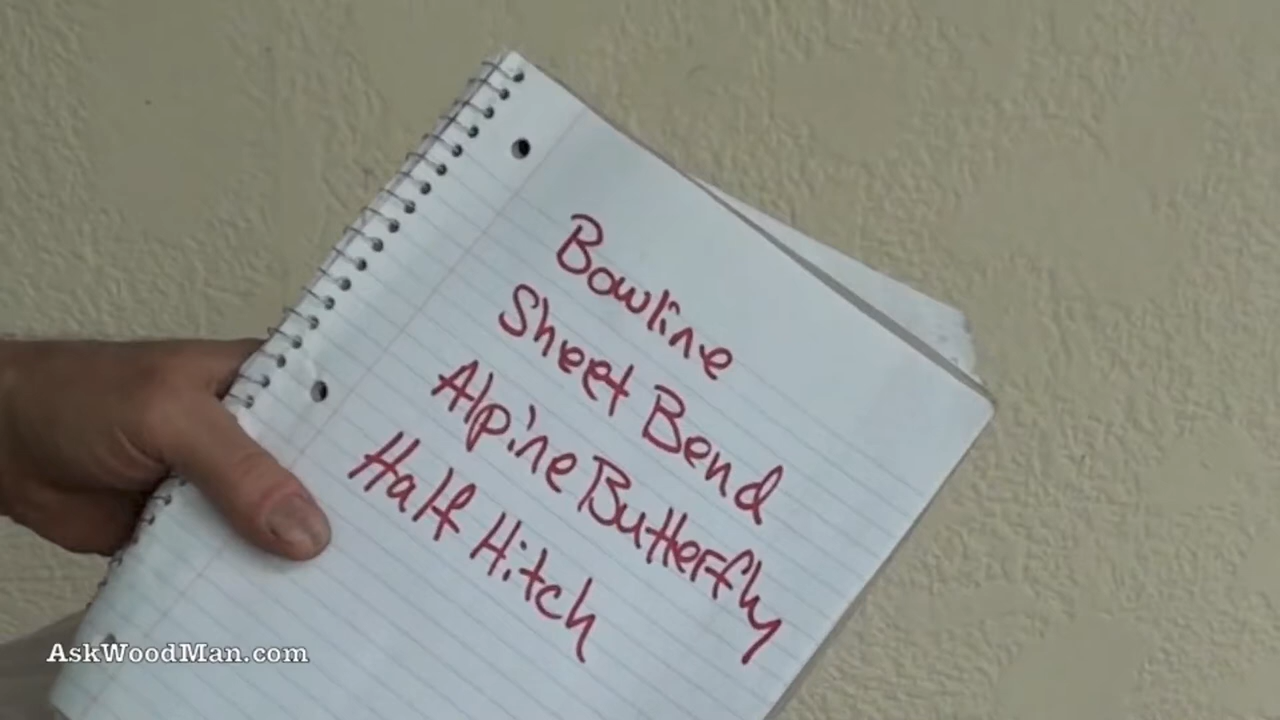 Bowline
Sheet Bend
Alpine Butterfly
Half Hitch
AskWoodMan.com